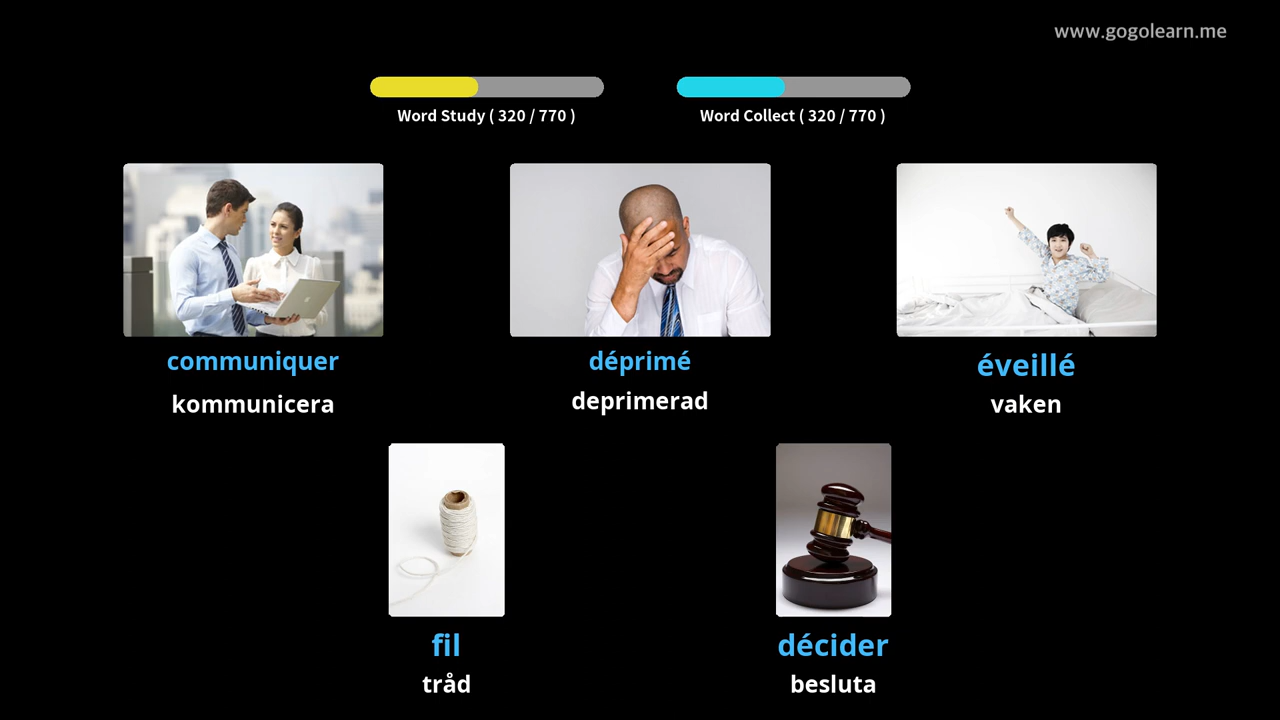 www.gogolearn.me
Word Study ( 320 / 770 )
Word Collect ( 320 / 770 )
communiquer
kommunicera
déprimé
deprimerad
éveillé
vaken
fil
tråd
décider
besluta